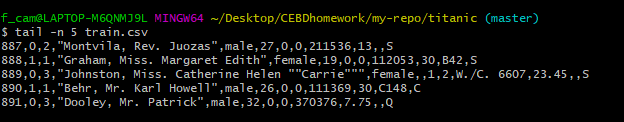 f_cam@LAPTOP-M6QNMJ9L MINGW64 ~/Desktop/CEBDhomework/my-repo/titanic (master)
$ tail -n 5 train.csv
887,0,2,"Montvila, Rev. Juozas",male,27,0,0,211536,13,,S
888,1,1,"Graham, Miss. Margaret Edith",female,19,0,0,112053,30,B42,S
889,0,3,"Johnston, Miss. Catherine Helen ""Carrie""",female,,1,2,W./C. 6607,23.45,,S
890,1,1,"Behr, Mr. Karl Howell",male,26,0,0,111369,30,C148,C
891,0,3,"Dooley, Mr. Patrick",male,32,0,0,370376,7.75,,Q